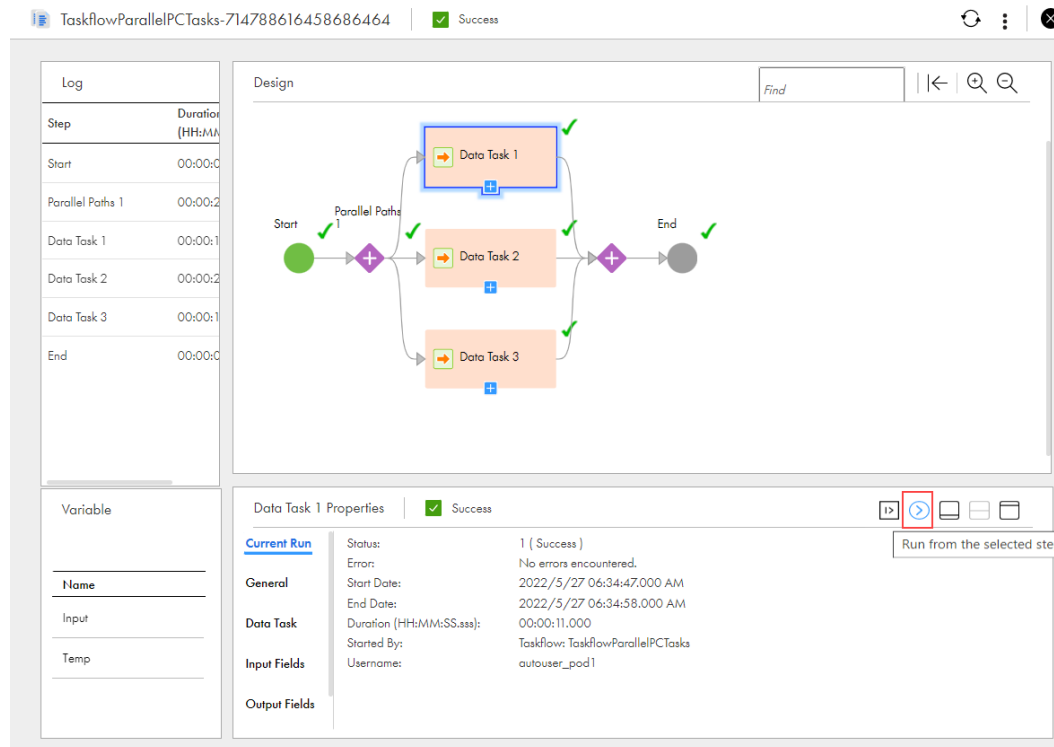 TaskflowParallelPCTasks-714788616458686464
Success
Log
Design
Find
Step
Duration
(HH:MM
Start
00:00:0
Parallel Paths 1
00:00:2
Data Task 1
00:00:1
Data Task 2
00:00:2
Data Task 3
00:00:1
End
00:00:0
Data Task 1
Start
Parallel Paths
1
End
Data Task 2
Data Task 3
Variable
Name
Input
Temp
Data Task 1 Properties
Success
Run from the selected ste
Current Run
General
Data Task
Input Fields
Output Fields
Status: 1 ( Success )
Error: No errors encountered.
Start Date: 2022/5/27 06:34:47.000 AM
End Date: 2022/5/27 06:34:58.000 AM
Duration (HH:MM:SS.sss): 00:00:11.000
Started By: Taskflow: TaskflowParallelPCTasks
Username: autouser_pod1